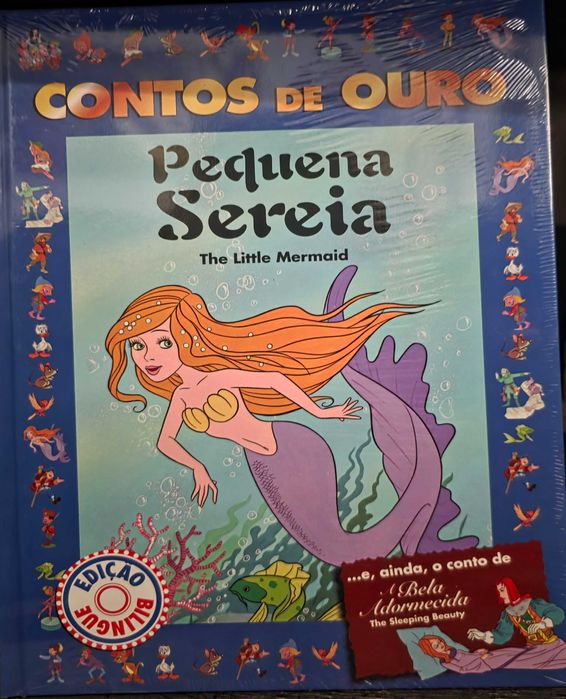 CONTOS DE OURO
Pequena
Sereia
The Little Mermaid
EDIÇÃO
BILINGUE
...e, ainda, o conto de
A Bela
Adormecida
The Sleeping Beauty